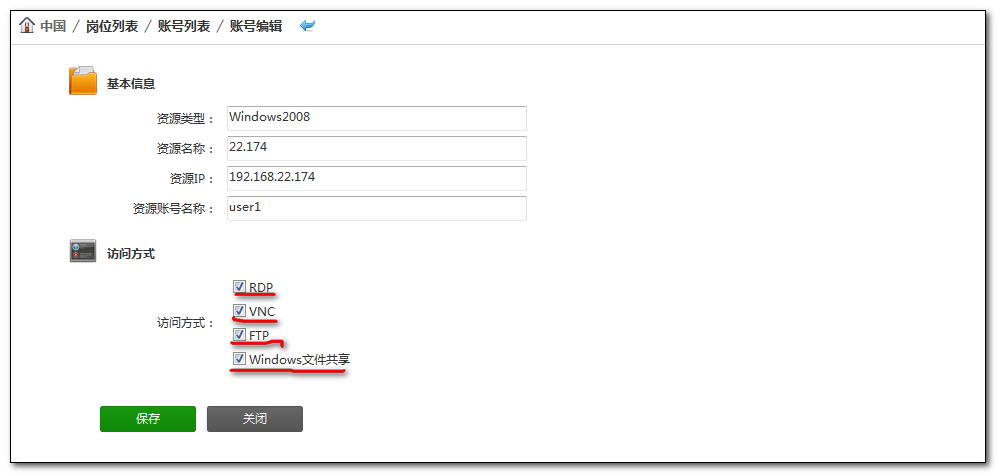 中国 / 岗位列表 / 账号列表 / 账号编辑
基本信息
资源类型： Windows2008
资源名称： 22.174
资源IP： 192.168.22.174
资源账号名称： user1
访问方式
RDP
VNC
访问方式：
FTP
Windows文件共享
保存 关闭